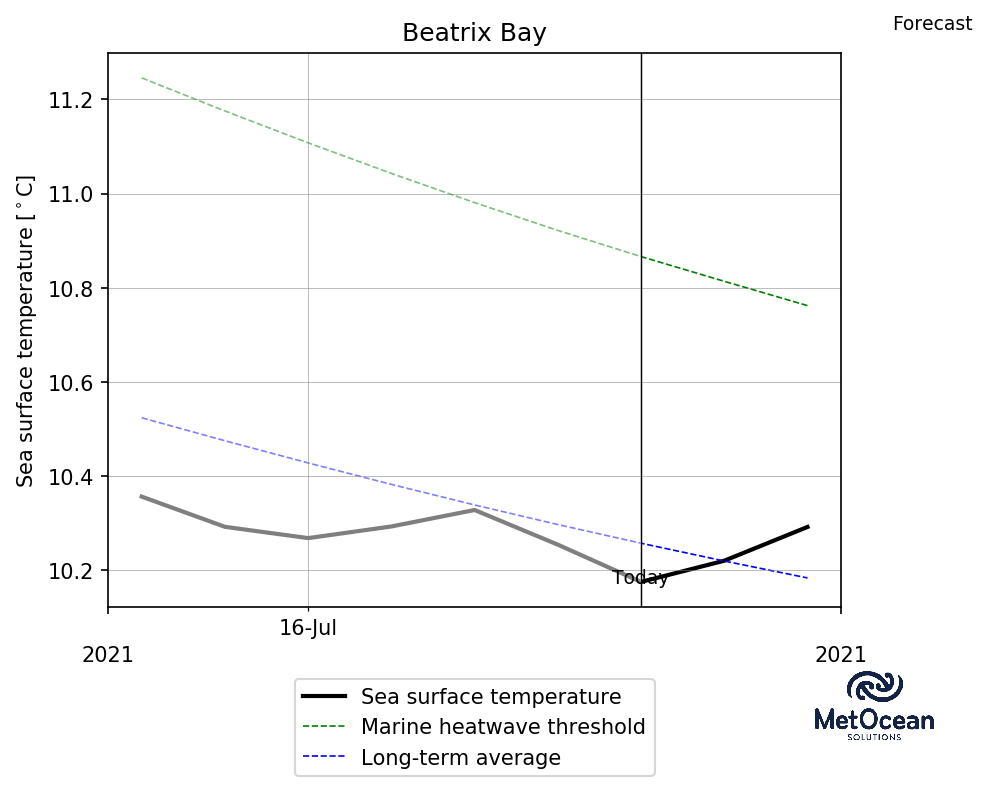 Forecast
Beatrix Bay
Sea surface temperature [°C]
11.2
11.0
10.8
10.6
10.4
10.2
Today
16-Jul
2021
2021
Sea surface temperature
Marine heatwave threshold
Long-term average
MetOcean
SOLUTIONS